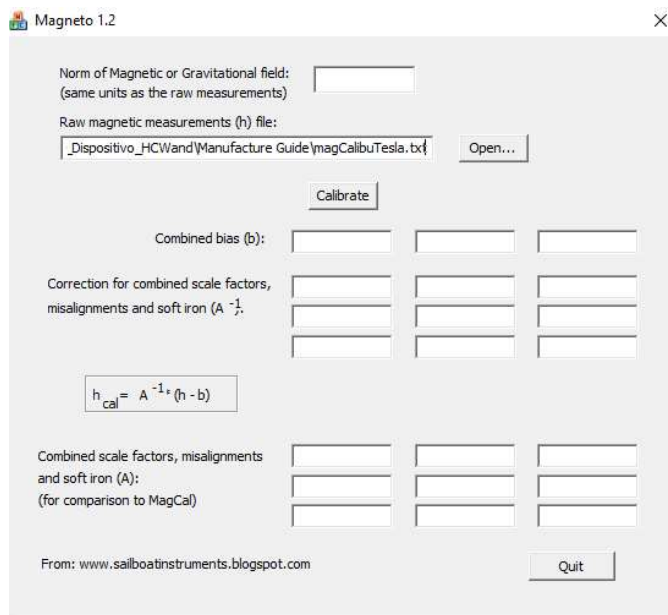 Magneto 1.2
Norm of Magnetic or Gravitational field:
(same units as the raw measurements)
Raw magnetic measurements (h) file:
_Dispositivo_HCWand\Manufacture Guide\magCalibuTesla.txt
Open...
Calibrate
Combined bias (b):
Correction for combined scale factors,
misalignments and soft iron (A -1):
h cal = A -1 * (h - b)
Combined scale factors, misalignments
and soft iron (A):
(for comparison to MagCal)
From: www.sailboatinstruments.blogspot.com
Quit